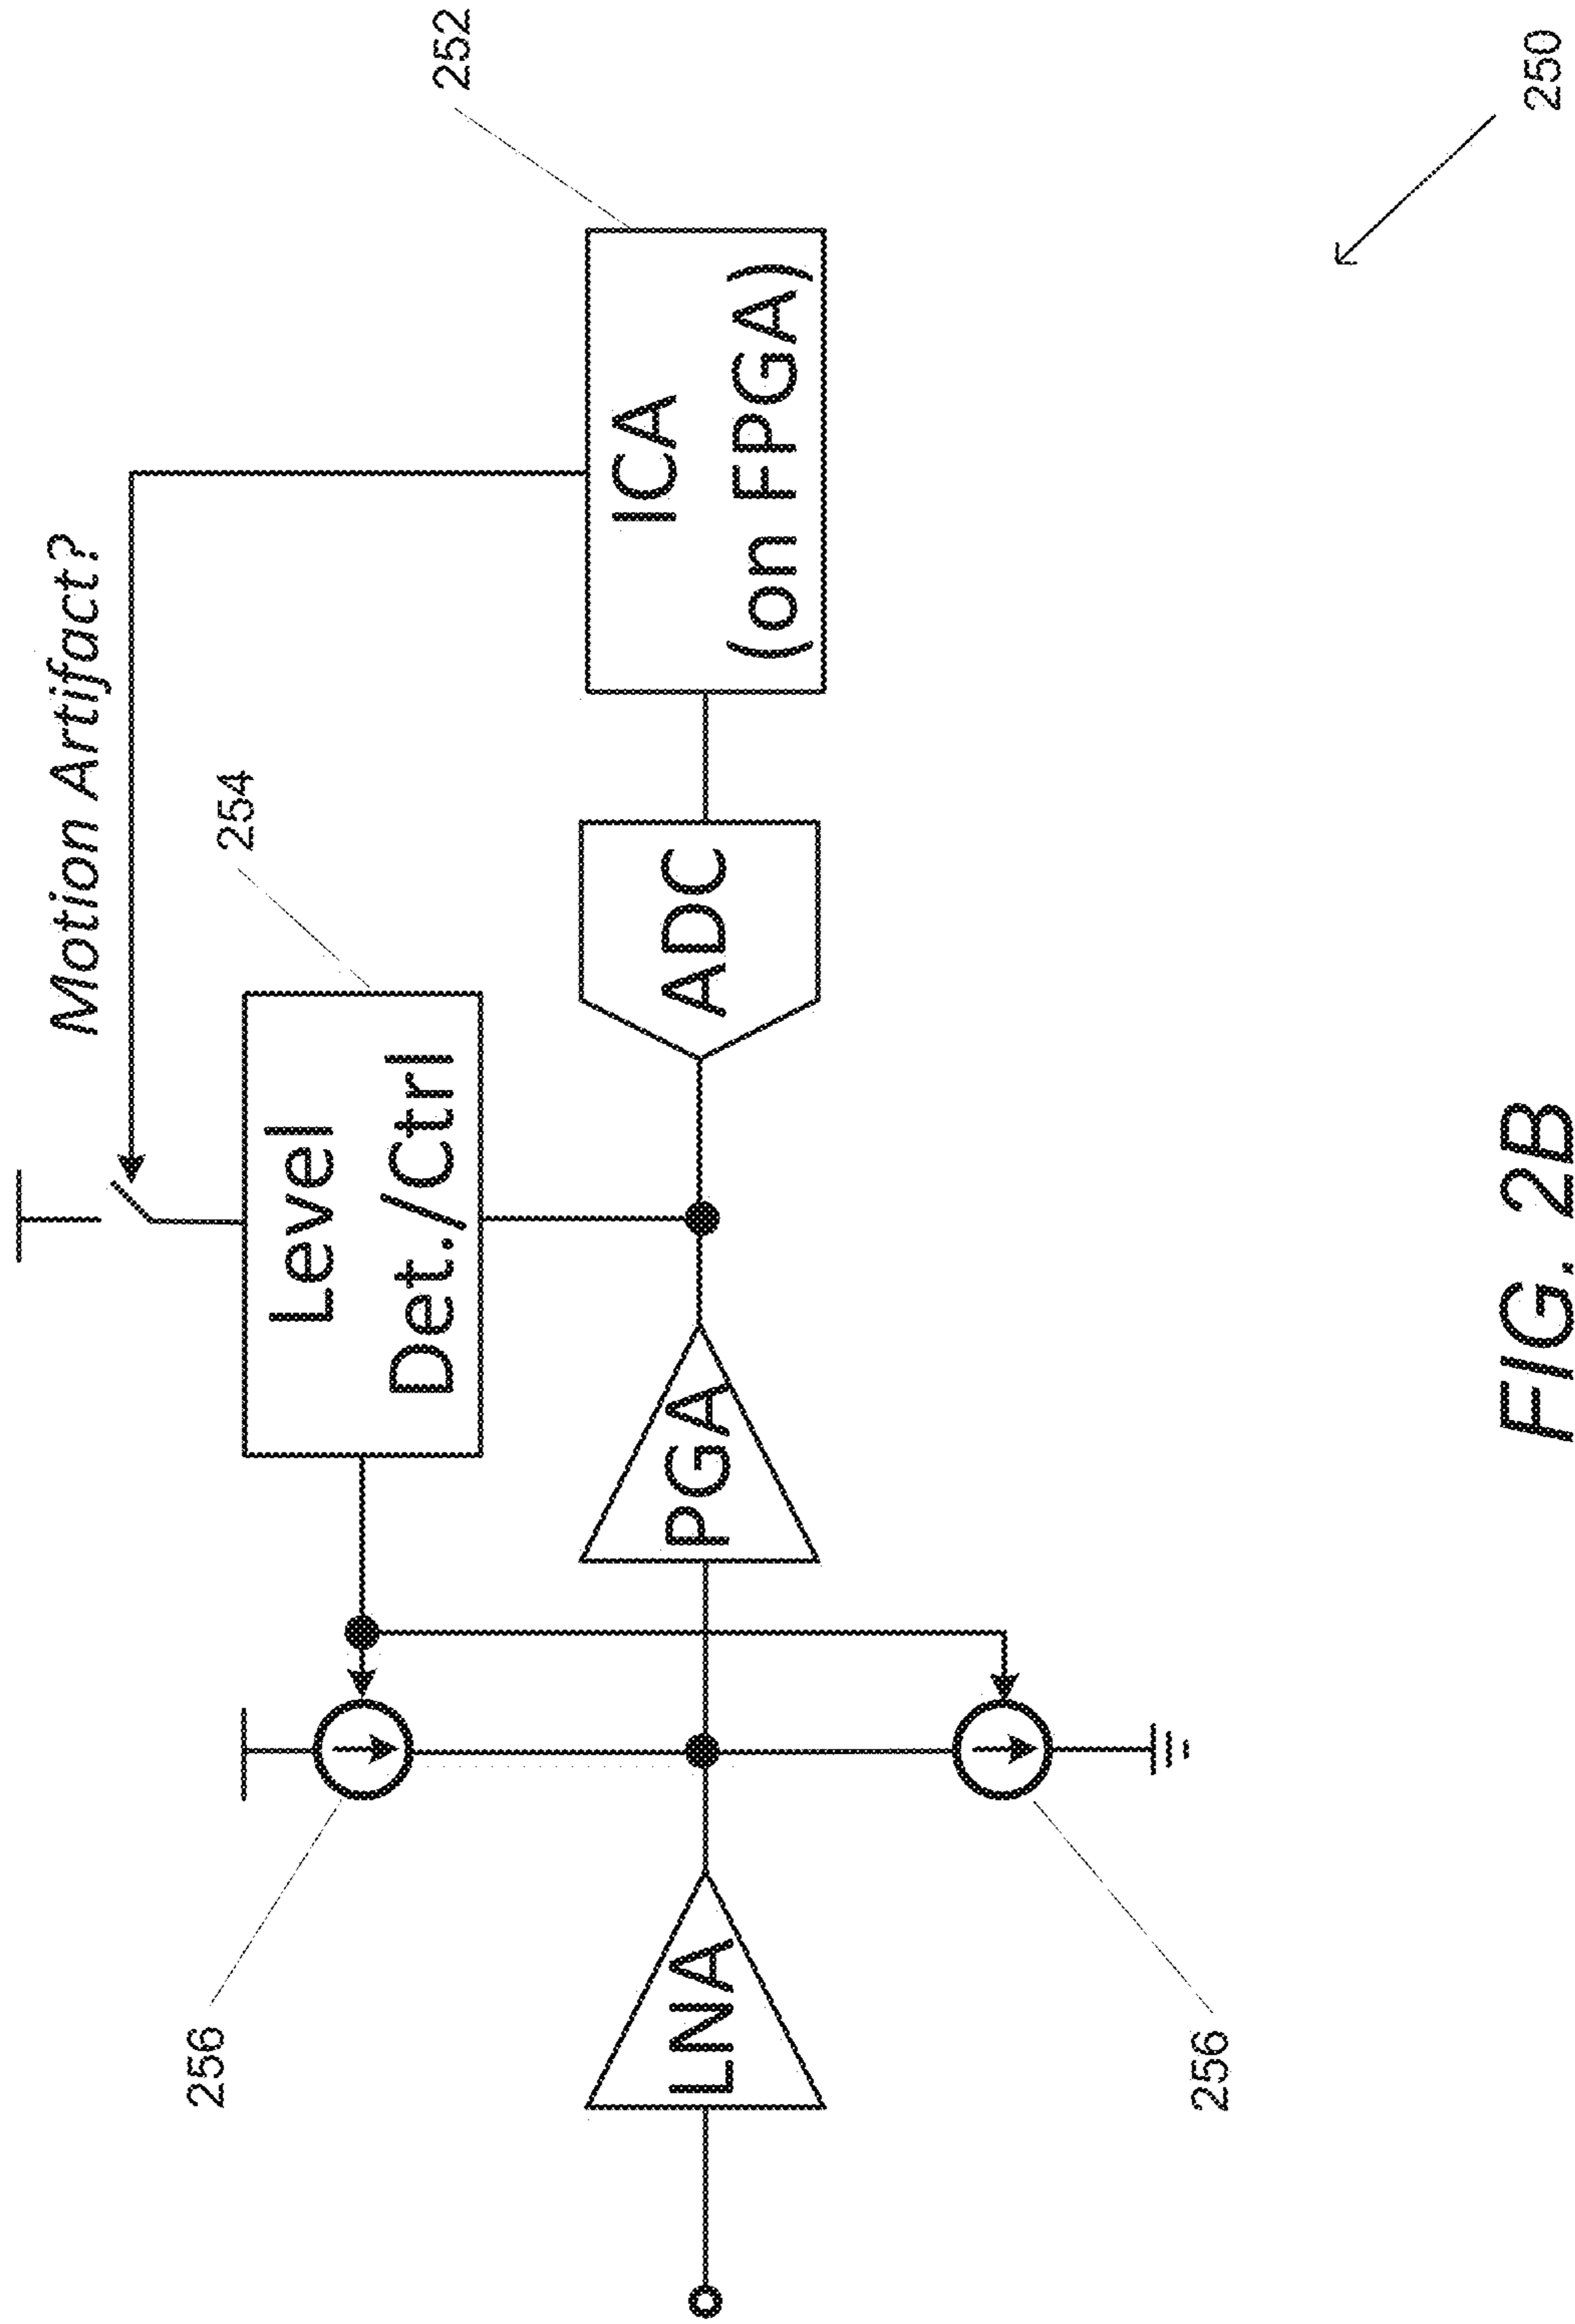 Motion Artifact?
252
254
Level
Det./Ctrl
256
LNA
PGA
ADC
ICA
(on FPGA)
256
250
FIG. 2B